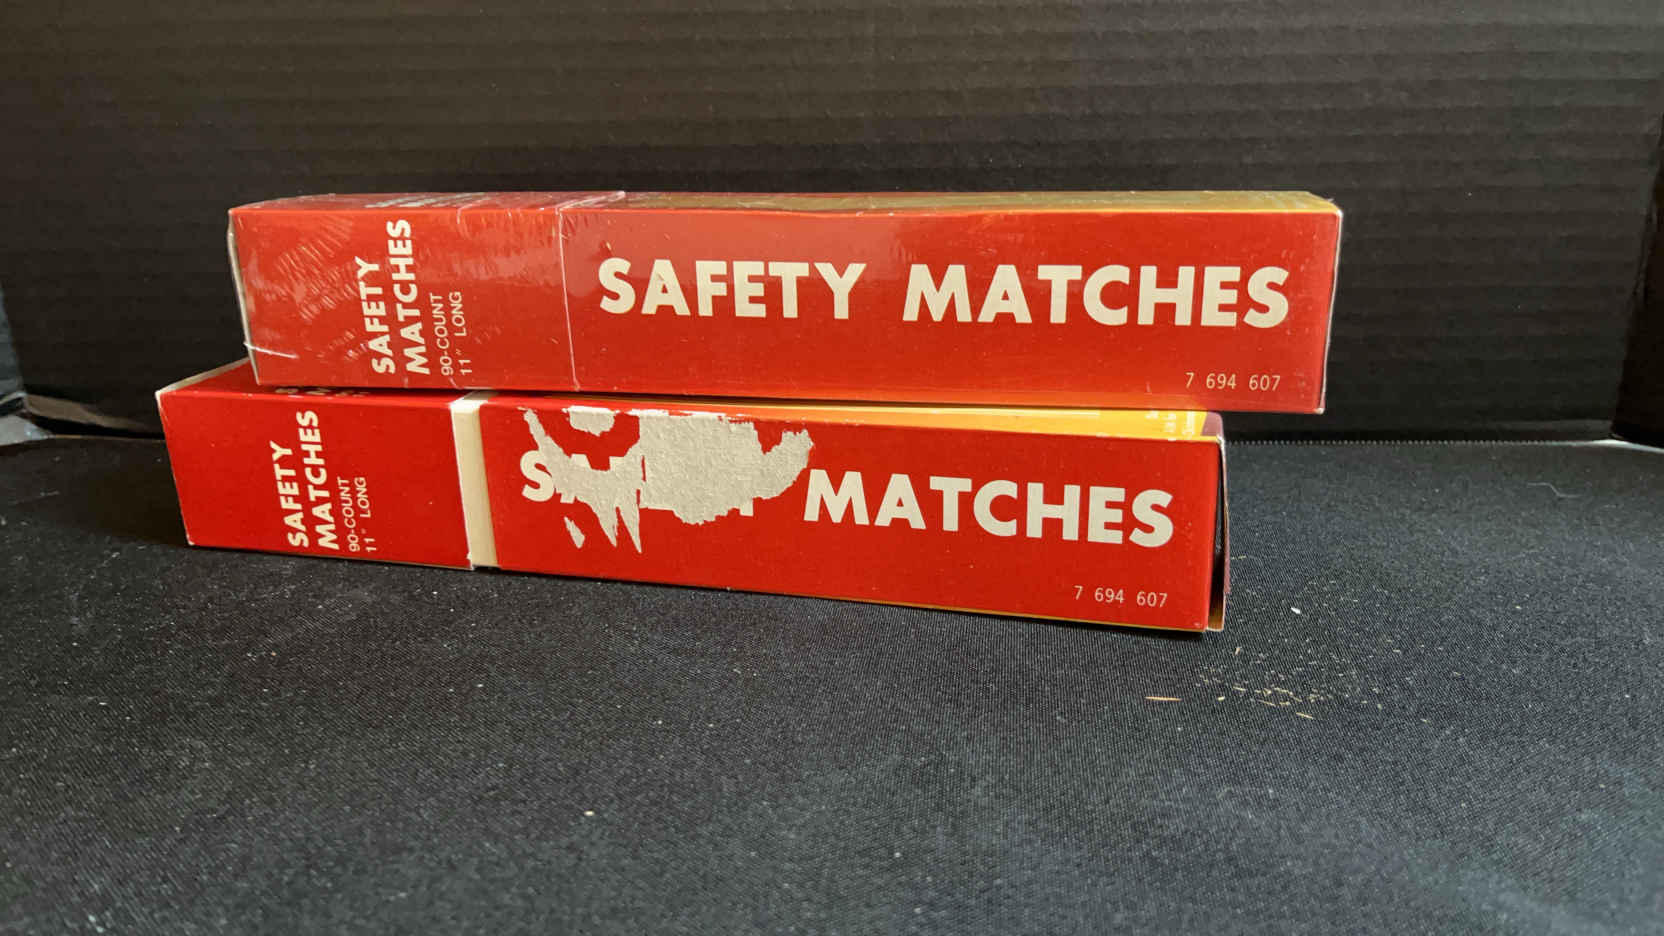 SAFETY
MATCHES
90-COUNT
11" LONG
SAFETY MATCHES
7 694 607
SAFETY
MATCHES
90-COUNT
11" LONG
MATCHES
7 694 607